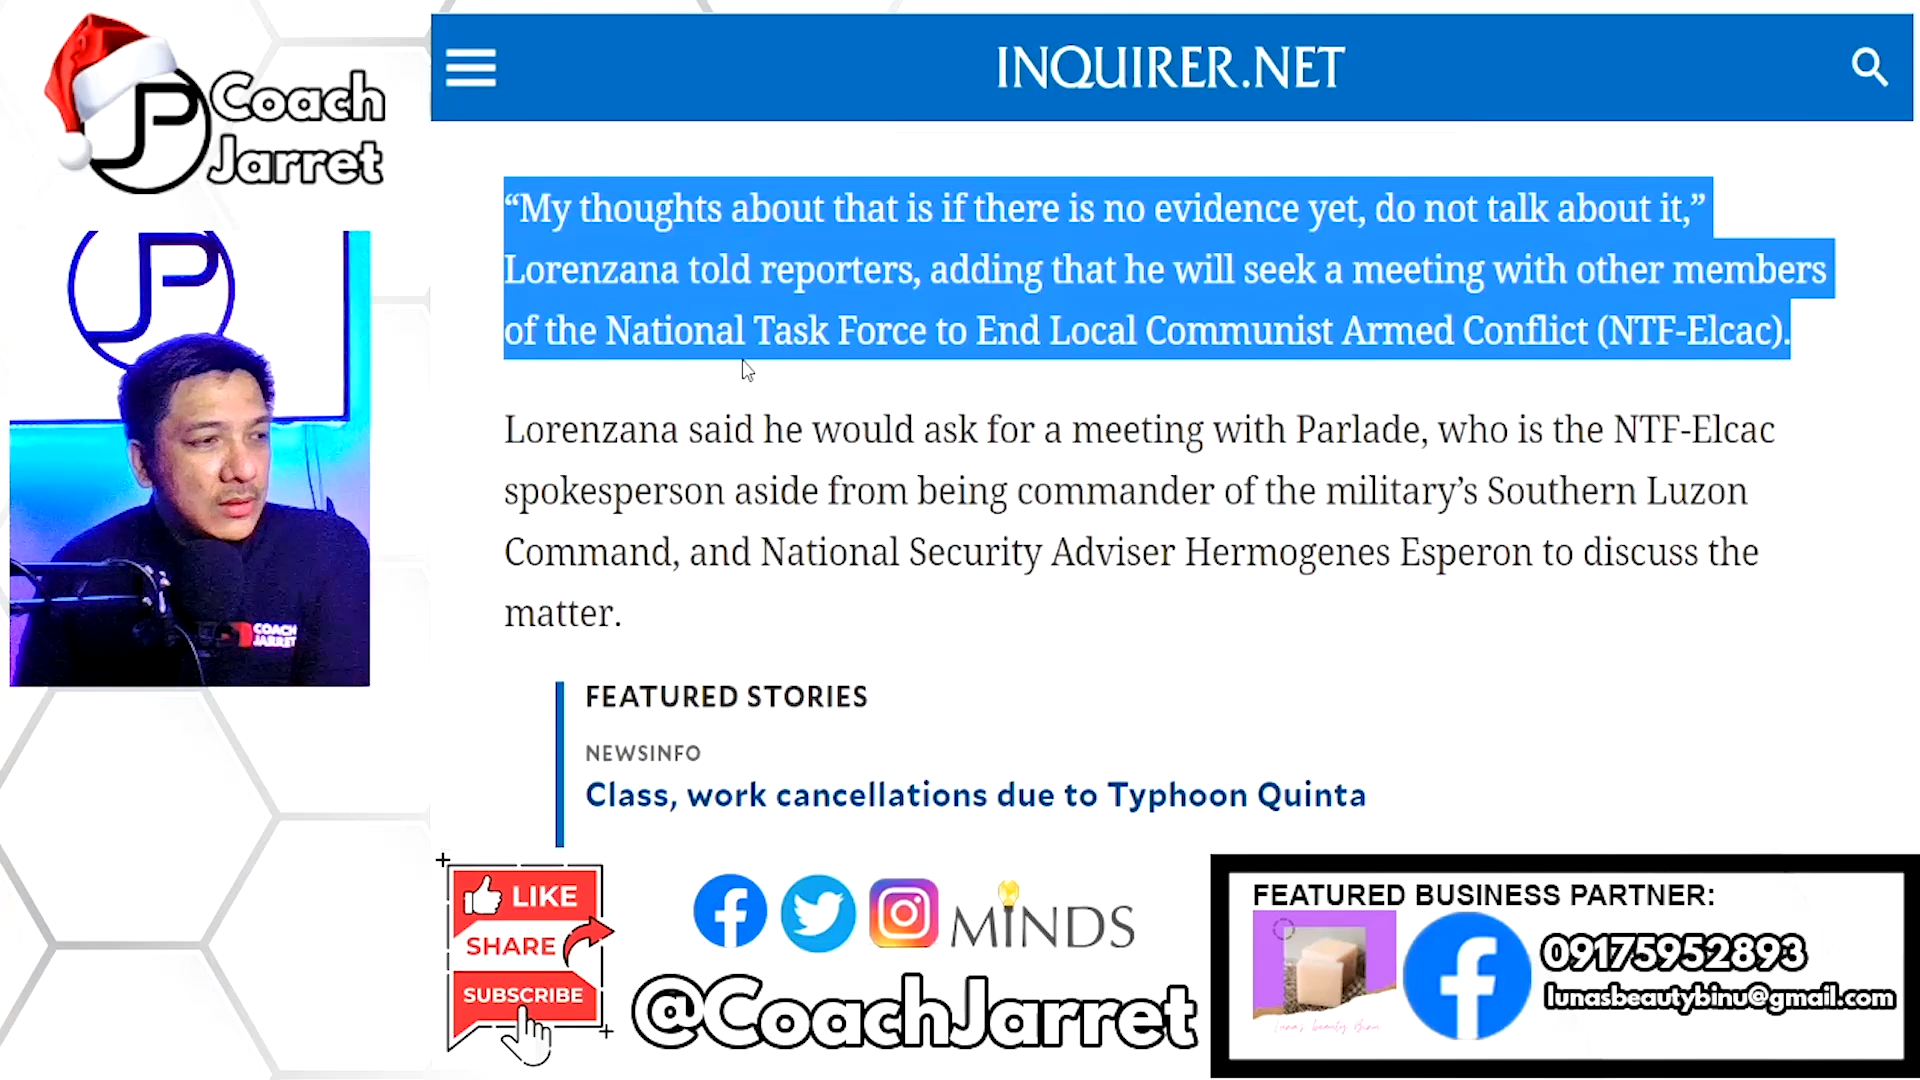 Coach
Jarret
INQUIRER.NET
“My thoughts about that is if there is no evidence yet, do not talk about it,”
Lorenzana told reporters, adding that he will seek a meeting with other members
of the National Task Force to End Local Communist Armed Conflict (NTF-Elcac).
Lorenzana said he would ask for a meeting with Parlade, who is the NTF-Elcac
spokesperson aside from being commander of the military’s Southern Luzon
Command, and National Security Adviser Hermogenes Esperon to discuss the
matter.
COACH
JARRET
FEATURED STORIES
NEWSINFO
Class, work cancellations due to Typhoon Quinta
LIKE
SHARE
SUBSCRIBE
MINDS
@CoachJarret
FEATURED BUSINESS PARTNER:
09175952893
lunasbeautybinu@gmail.com
Luna's Beauty Binu